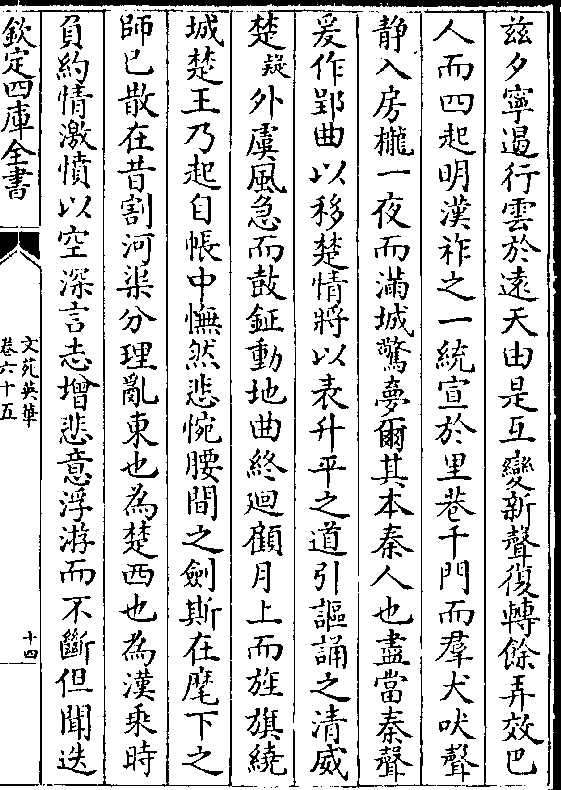 兹夕寧遏行雲於遠天由是互變新聲復轉餘弄效巴
人而四起明漢祚之一統宣於里巷千門而羣犬吠聲
静入房櫳一夜而滿城驚夢爾其本秦人也盡當秦聲
爰作郢曲以移楚情將以表升平之道引謳誦之清威
楚疑外虞風急而鼓鉦動地曲終廻顧月上而旌旗繞
城楚王乃起自帳中憮然悲惋腰間之劍斯在麾下之
師已散在昔割河渠分理亂東也為楚西也為漢乘時
負約情激憤以空深言志增悲意浮游而不斷但聞迭
欽定四庫全書
文苑英華
卷六十五
十四